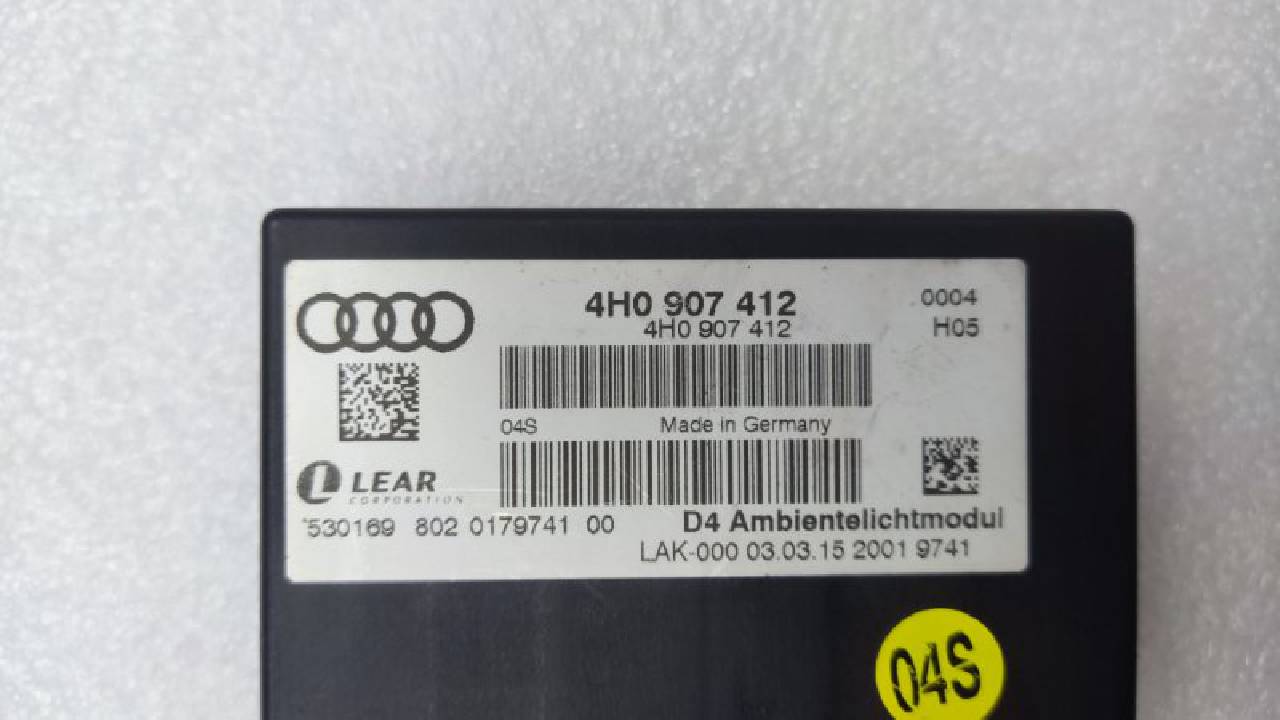 4H0 907 412
0004
4H0 907 412
H05
04S
Made in Germany
LEAR
CORPORATION
*530169 802 0179741 00
D4 Ambientelichtmodul
LAK-000 03.03.15 2001 9741
04S